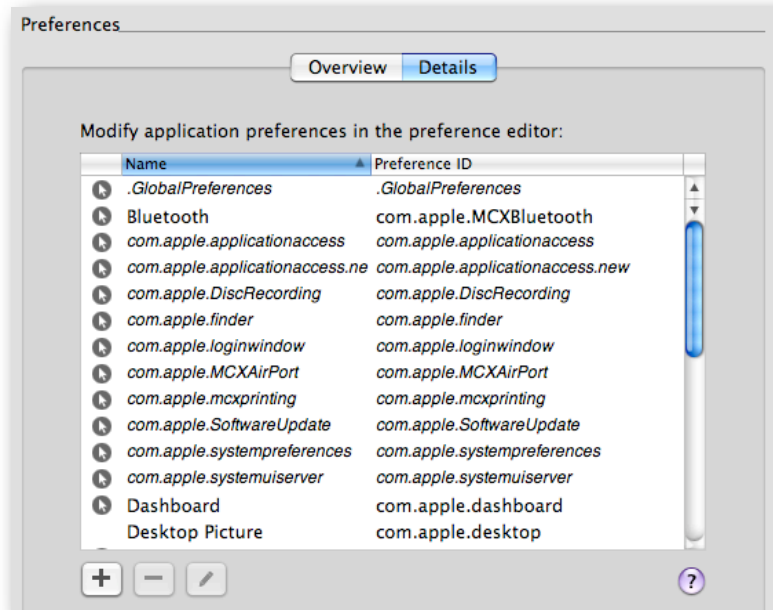 Preferences
Overview Details
Modify application preferences in the preference editor:
Name Preference ID
.GlobalPreferences .GlobalPreferences
Bluetooth com.apple.MCXBluetooth
com.apple.applicationaccess com.apple.applicationaccess
com.apple.applicationaccess.ne com.apple.applicationaccess.new
com.apple.DiscRecording com.apple.DiscRecording
com.apple.finder com.apple.finder
com.apple.loginwindow com.apple.loginwindow
com.apple.MCXAirPort com.apple.MCXAirPort
com.apple.mcxprinting com.apple.mcxprinting
com.apple.SoftwareUpdate com.apple.SoftwareUpdate
com.apple.systempreferences com.apple.systempreferences
com.apple.systemuiserver com.apple.systemuiserver
Dashboard com.apple.dashboard
Desktop Picture com.apple.desktop
+ − ?